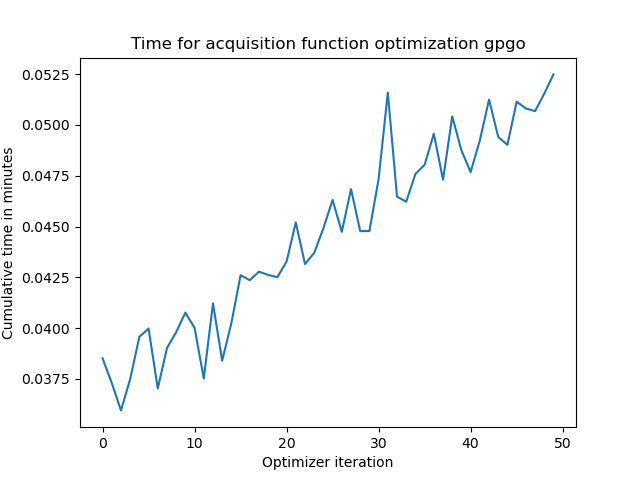 Time for acquisition function optimization gpgo
0.0525
0.0500
0.0475
0.0450
0.0425
0.0400
0.0375
Cumulative time in minutes
0 10 20 30 40 50
Optimizer iteration